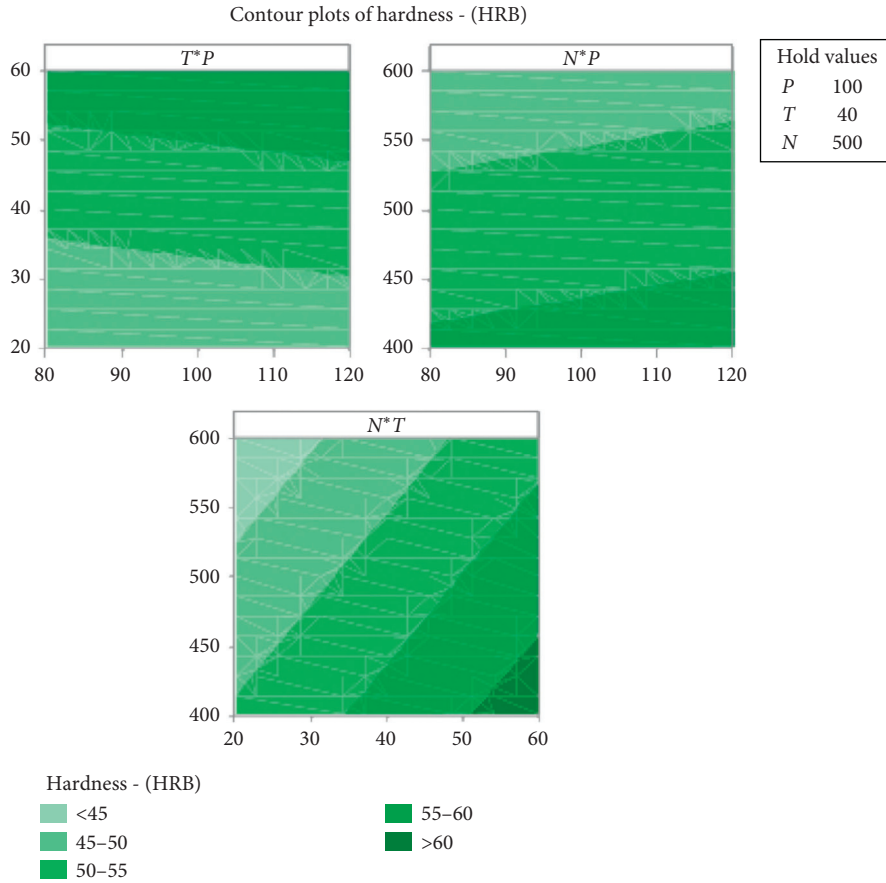 Contour plots of hardness - (HRB)
T*P
N*P
60
50
40
30
20
80 90 100 110 120
600
550
500
450
400
80 90 100 110 120
Hold values
P 100
T 40
N 500
N*T
600
550
500
450
400
20 30 40 50 60
Hardness - (HRB)
<45
45–50
50–55
55–60
>60